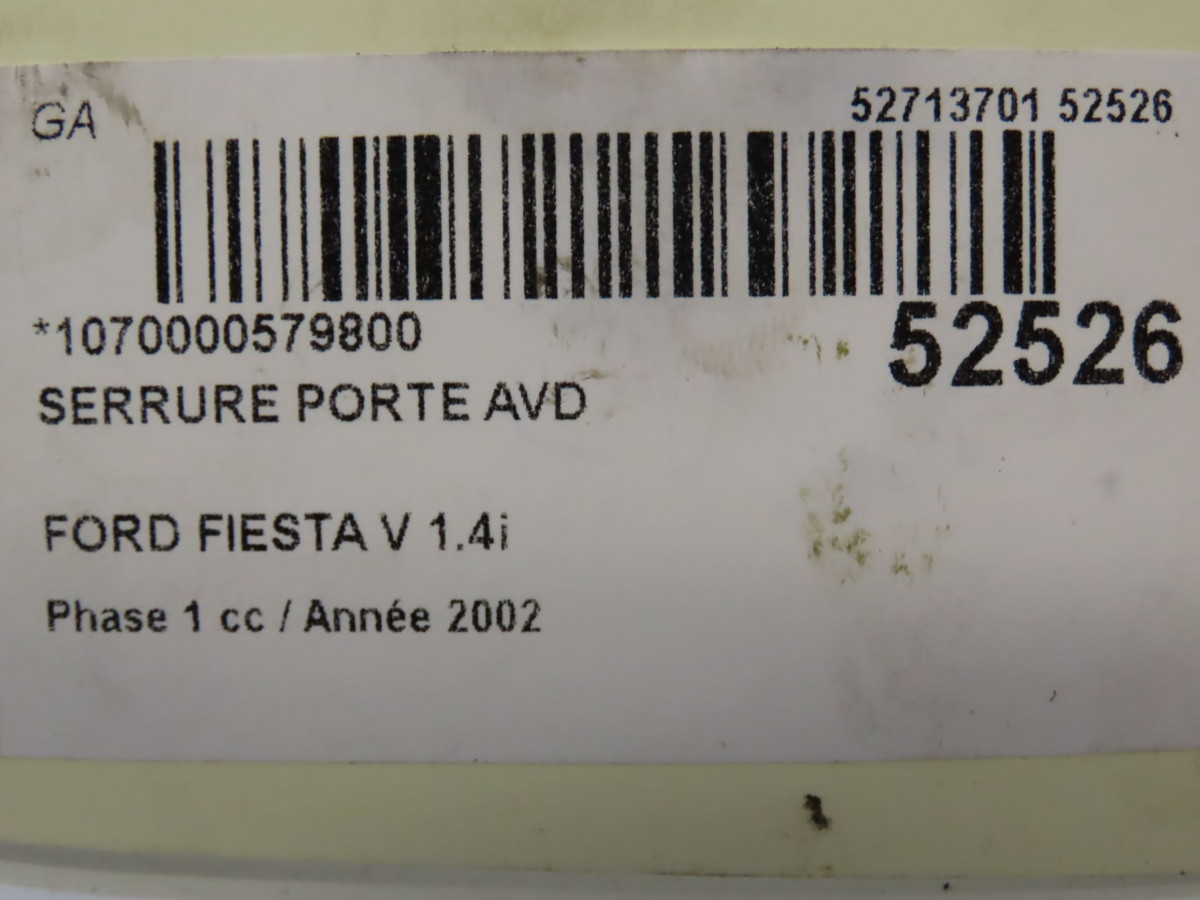 GA
52713701 52526
*1070000579800
52526
SERRURE PORTE AVD
FORD FIESTA V 1.4i
Phase 1 cc / Année 2002